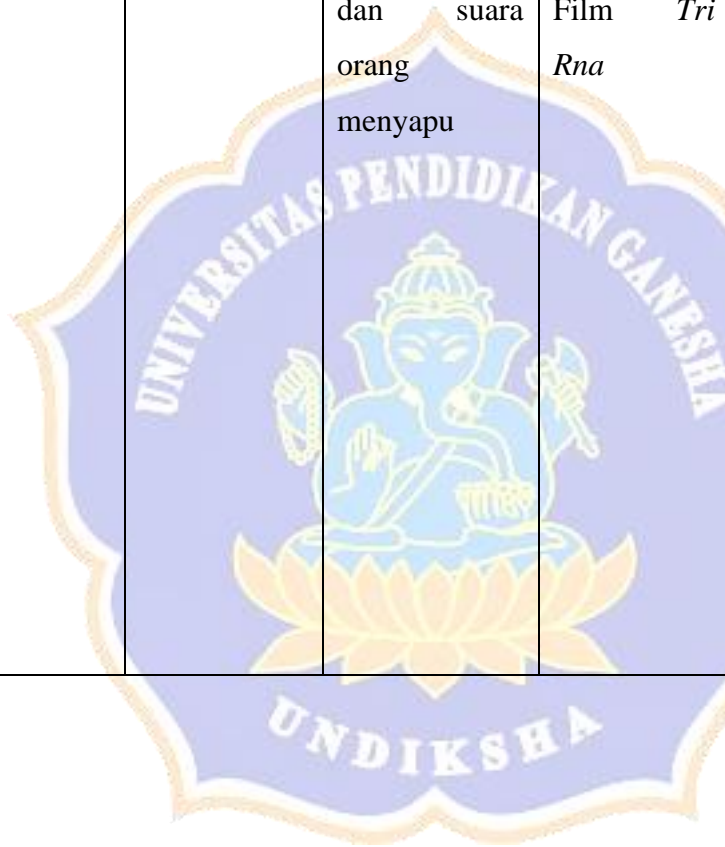 dan suara
orang
menyapu
Film Tri
Rna
UNIVERSITAS PENDIDIKAN GANESHA
UNDIKSHA